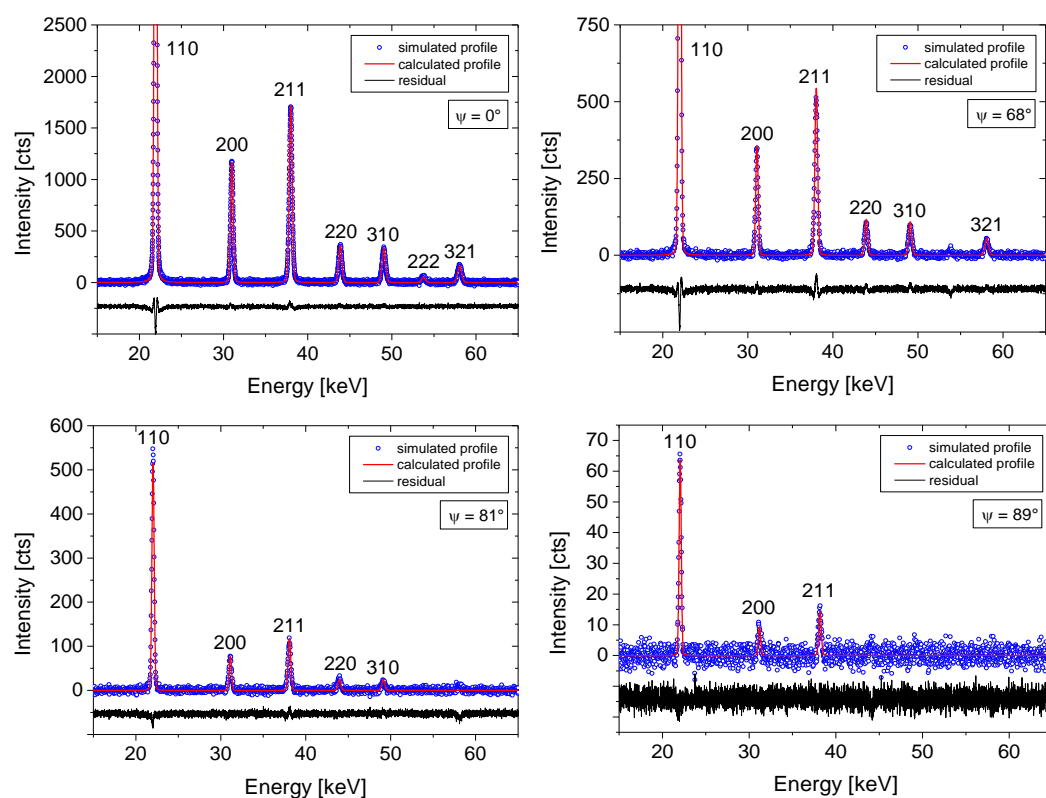 2500
2000
1500
1000
500
0
Intensity [cts]
110
200
211
220
310
222
321
simulated profile
calculated profile
residual
ψ = 0°
20 30 40 50 60
Energy [keV]
750
500
250
0
Intensity [cts]
110
200
211
220
310
321
simulated profile
calculated profile
residual
ψ = 68°
20 30 40 50 60
Energy [keV]
600
500
400
300
200
100
0
Intensity [cts]
110
200
211
220
310
simulated profile
calculated profile
residual
ψ = 81°
20 30 40 50 60
Energy [keV]
70
60
50
40
30
20
10
0
Intensity [cts]
110
200
211
simulated profile
calculated profile
residual
ψ = 89°
20 30 40 50 60
Energy [keV]